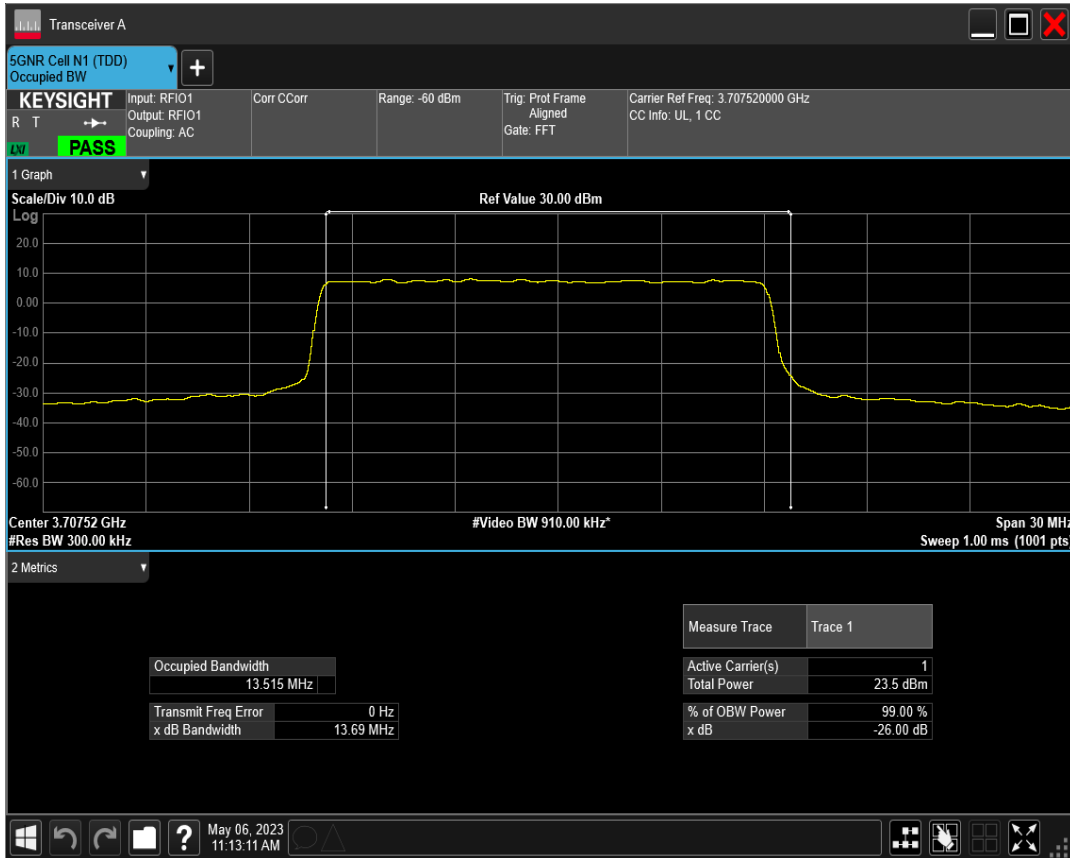 Transceiver A
5GNR Cell N1 (TDD)
Occupied BW
+
KEYSIGHT
R T
LXI
PASS
Input: RFIO1
Output: RFIO1
Coupling: AC
Corr CCorr
Range: -60 dBm
Trig: Prot Frame
Aligned
Gate: FFT
Carrier Ref Freq: 3.707520000 GHz
CC Info: UL, 1 CC
1 Graph
Scale/Div 10.0 dB
Ref Value 30.00 dBm
Log
20.0
10.0
0.00
-10.0
-20.0
-30.0
-40.0
-50.0
-60.0
Center 3.70752 GHz
#Video BW 910.00 kHz*
Span 30 MHz
#Res BW 300.00 kHz
Sweep 1.00 ms (1001 pts)
2 Metrics
Measure Trace Trace 1
Occupied Bandwidth
13.515 MHz
Active Carrier(s) 1
Total Power 23.5 dBm
Transmit Freq Error 0 Hz
x dB Bandwidth 13.69 MHz
% of OBW Power 99.00 %
x dB -26.00 dB
?
May 06, 2023
11:13:11 AM